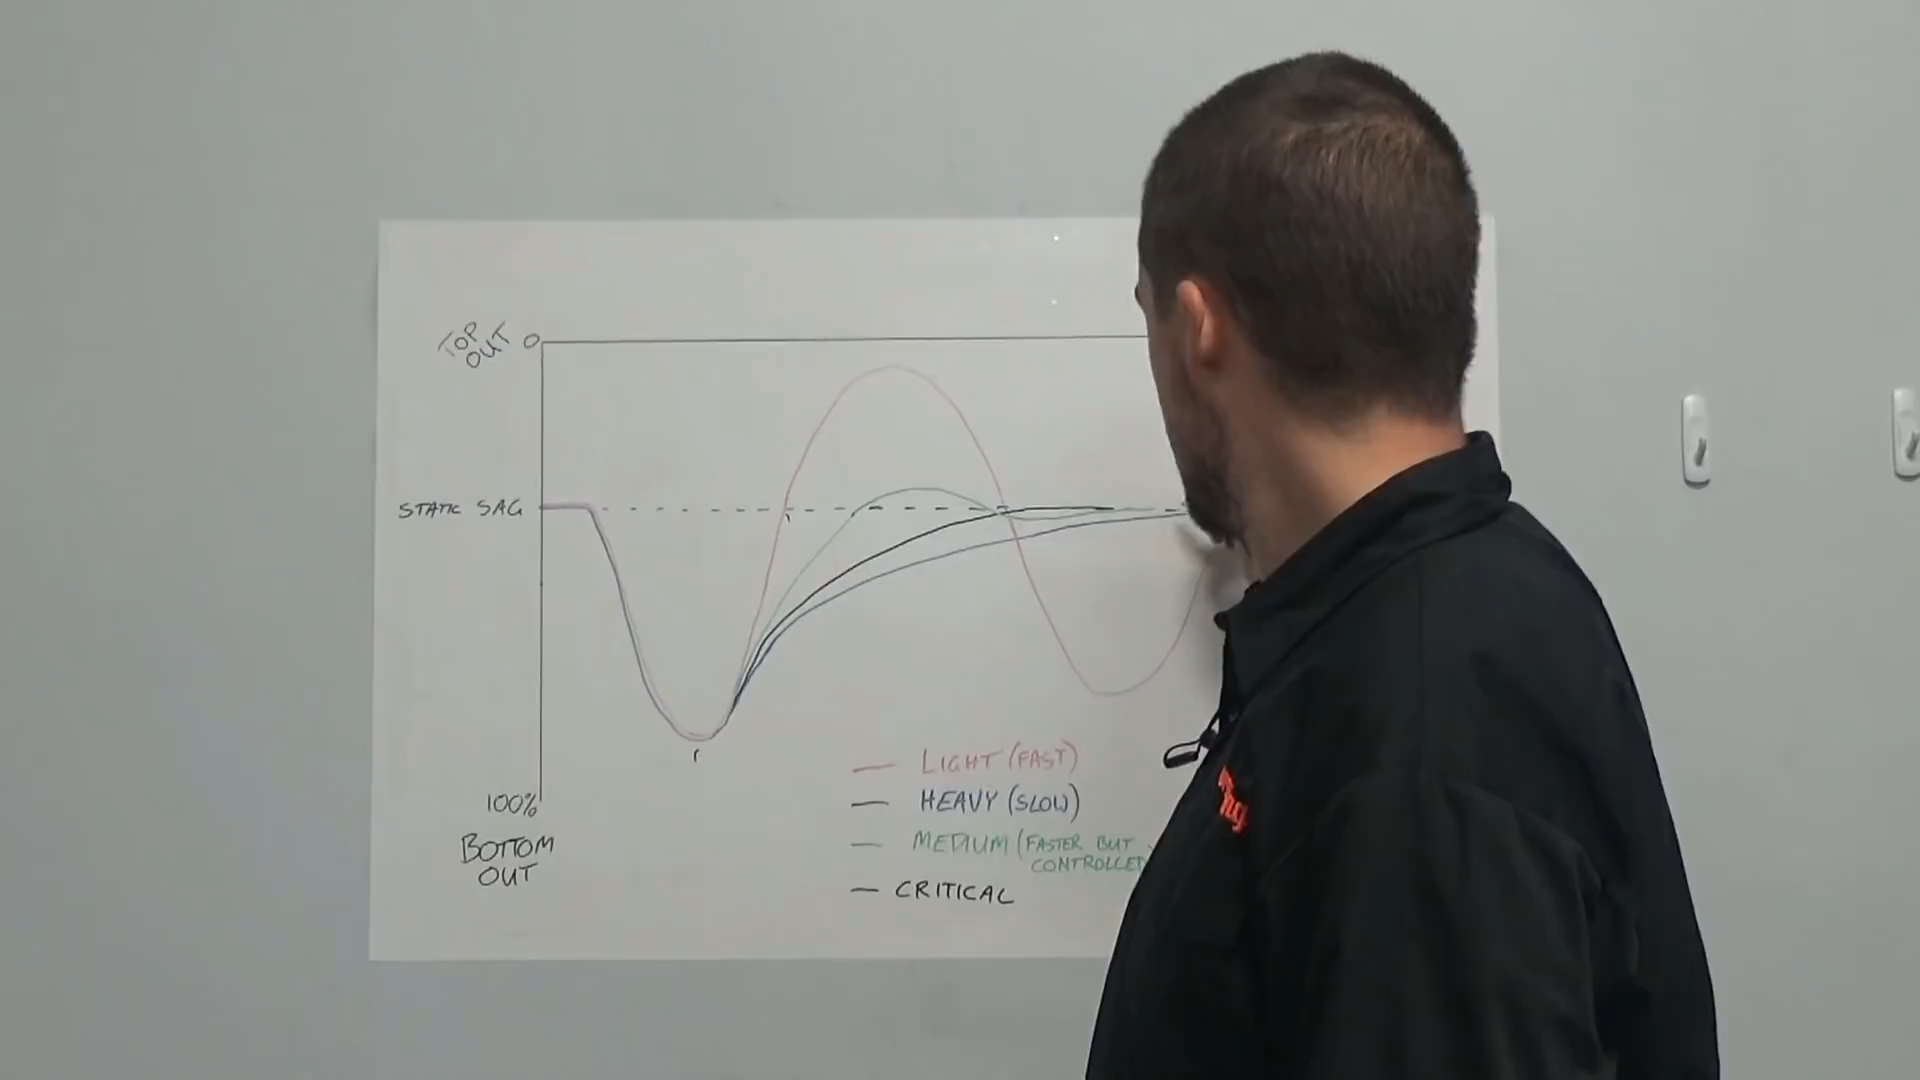 TOP
OUT
0
STATIC SAG
100%
BOTTOM
OUT
LIGHT (FAST)
HEAVY (SLOW)
MEDIUM (FASTER BUT
CONTROLLED
CRITICAL